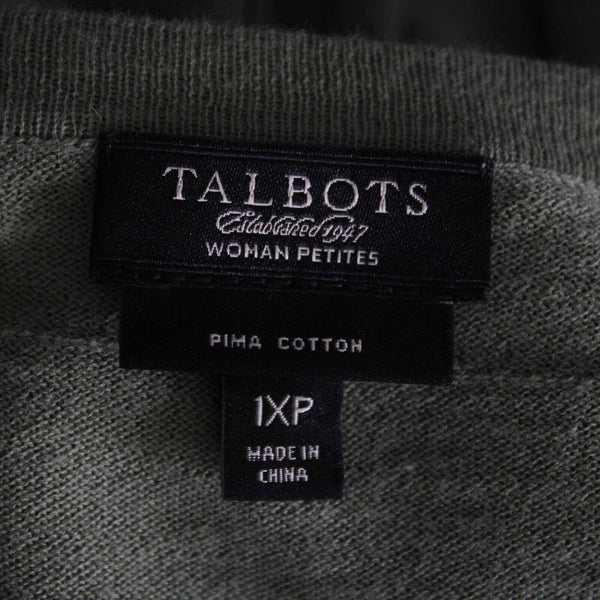 TALBOTS
Established 1947
WOMAN PETITES
PIMA COTTON
1XP
MADE IN
CHINA